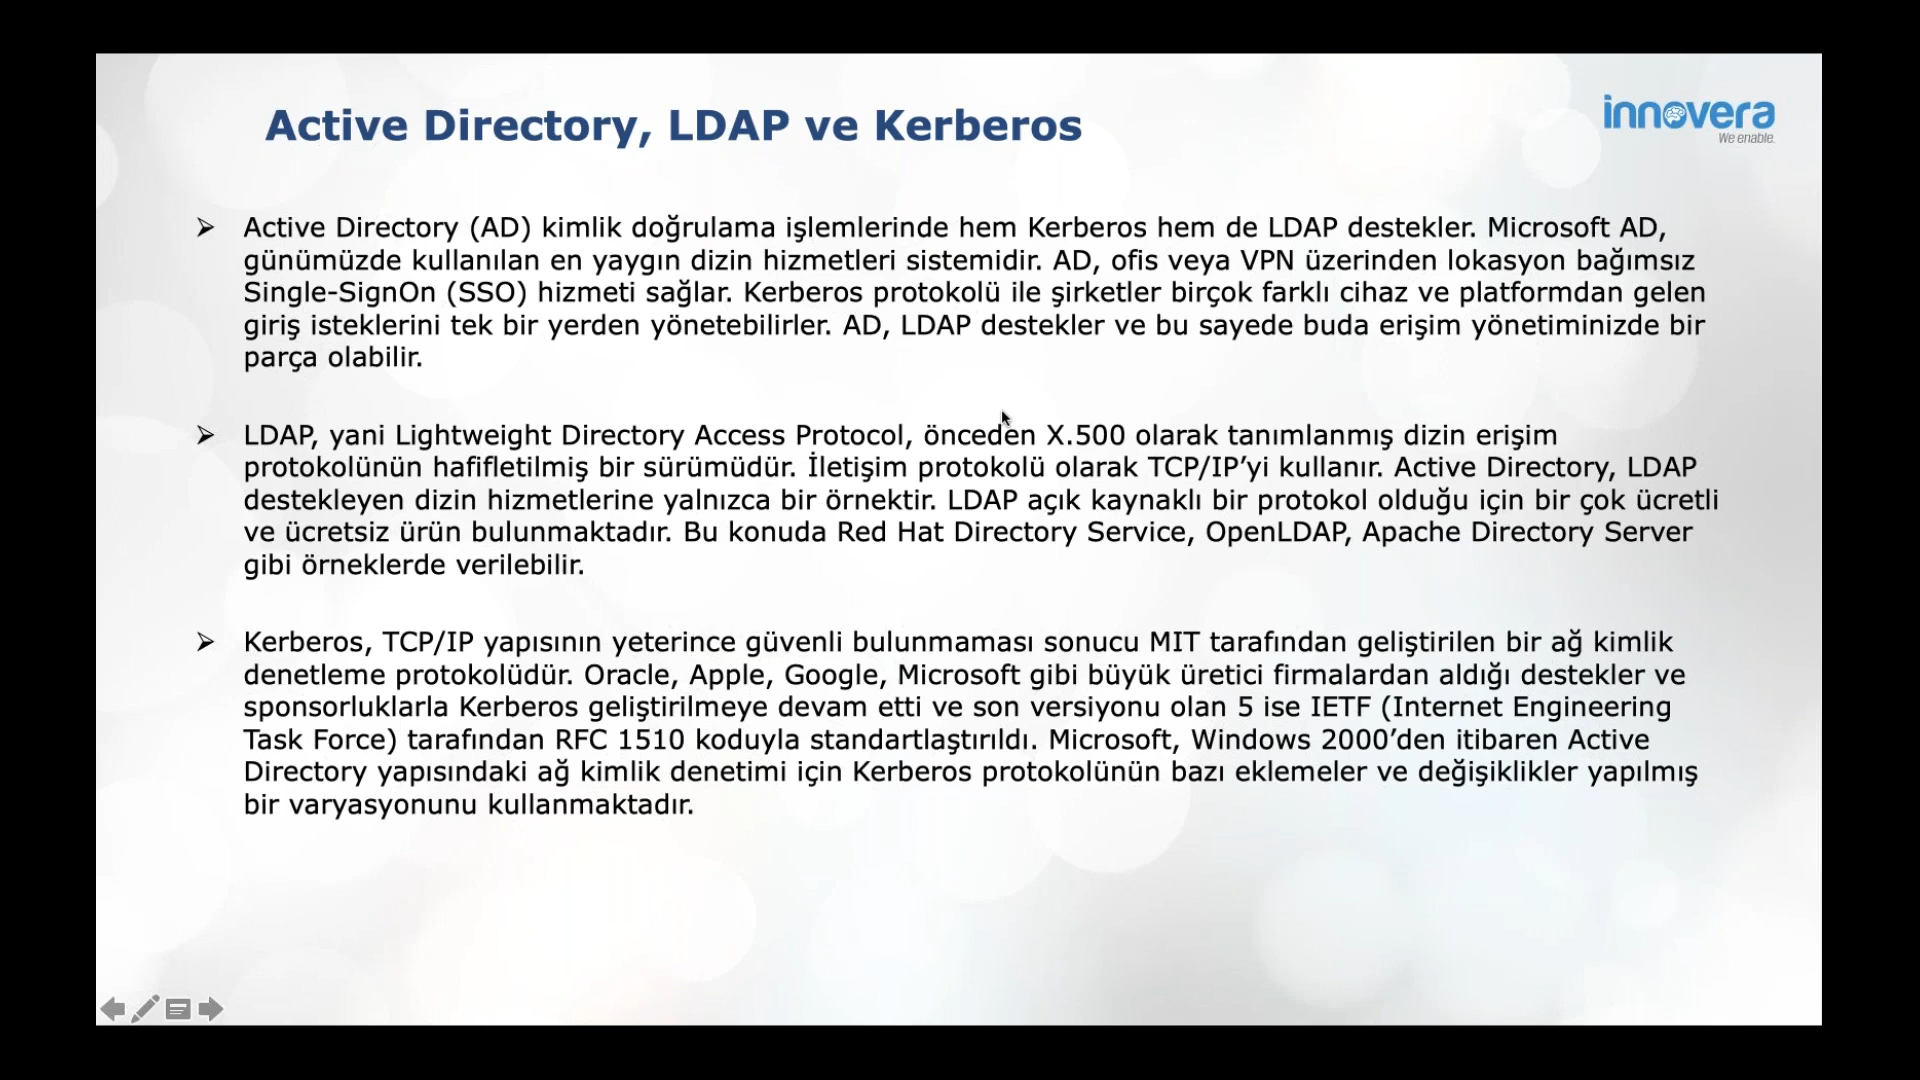 Active Directory, LDAP ve Kerberos
innovera
We enable.
➢ Active Directory (AD) kimlik doğrulama işlemlerinde hem Kerberos hem de LDAP destekler. Microsoft AD,
günümüzde kullanılan en yaygın dizin hizmetleri sistemidir. AD, ofis veya VPN üzerinden lokasyon bağımsız
Single-SignOn (SSO) hizmeti sağlar. Kerberos protokolü ile şirketler birçok farklı cihaz ve platformdan gelen
giriş isteklerini tek bir yerden yönetebilirler. AD, LDAP destekler ve bu sayede buda erişim yönetiminizde bir
parça olabilir.
➢ LDAP, yani Lightweight Directory Access Protocol, önceden X.500 olarak tanımlanmış dizin erişim
protokolünün hafifletilmiş bir sürümüdür. İletişim protokolü olarak TCP/IP’yi kullanır. Active Directory, LDAP
destekleyen dizin hizmetlerine yalnızca bir örnektir. LDAP açık kaynaklı bir protokol olduğu için bir çok ücretli
ve ücretsiz ürün bulunmaktadır. Bu konuda Red Hat Directory Service, OpenLDAP, Apache Directory Server
gibi örneklerde verilebilir.
➢ Kerberos, TCP/IP yapısının yeterince güvenli bulunmaması sonucu MIT tarafından geliştirilen bir ağ kimlik
denetleme protokolüdür. Oracle, Apple, Google, Microsoft gibi büyük üretici firmalardan aldığı destekler ve
sponsorluklarla Kerberos geliştirilmeye devam etti ve son versiyonu olan 5 ise IETF (Internet Engineering
Task Force) tarafından RFC 1510 koduyla standartlaştırıldı. Microsoft, Windows 2000’den itibaren Active
Directory yapısındaki ağ kimlik denetimi için Kerberos protokolünün bazı eklemeler ve değişiklikler yapılmış
bir varyasyonunu kullanmaktadır.